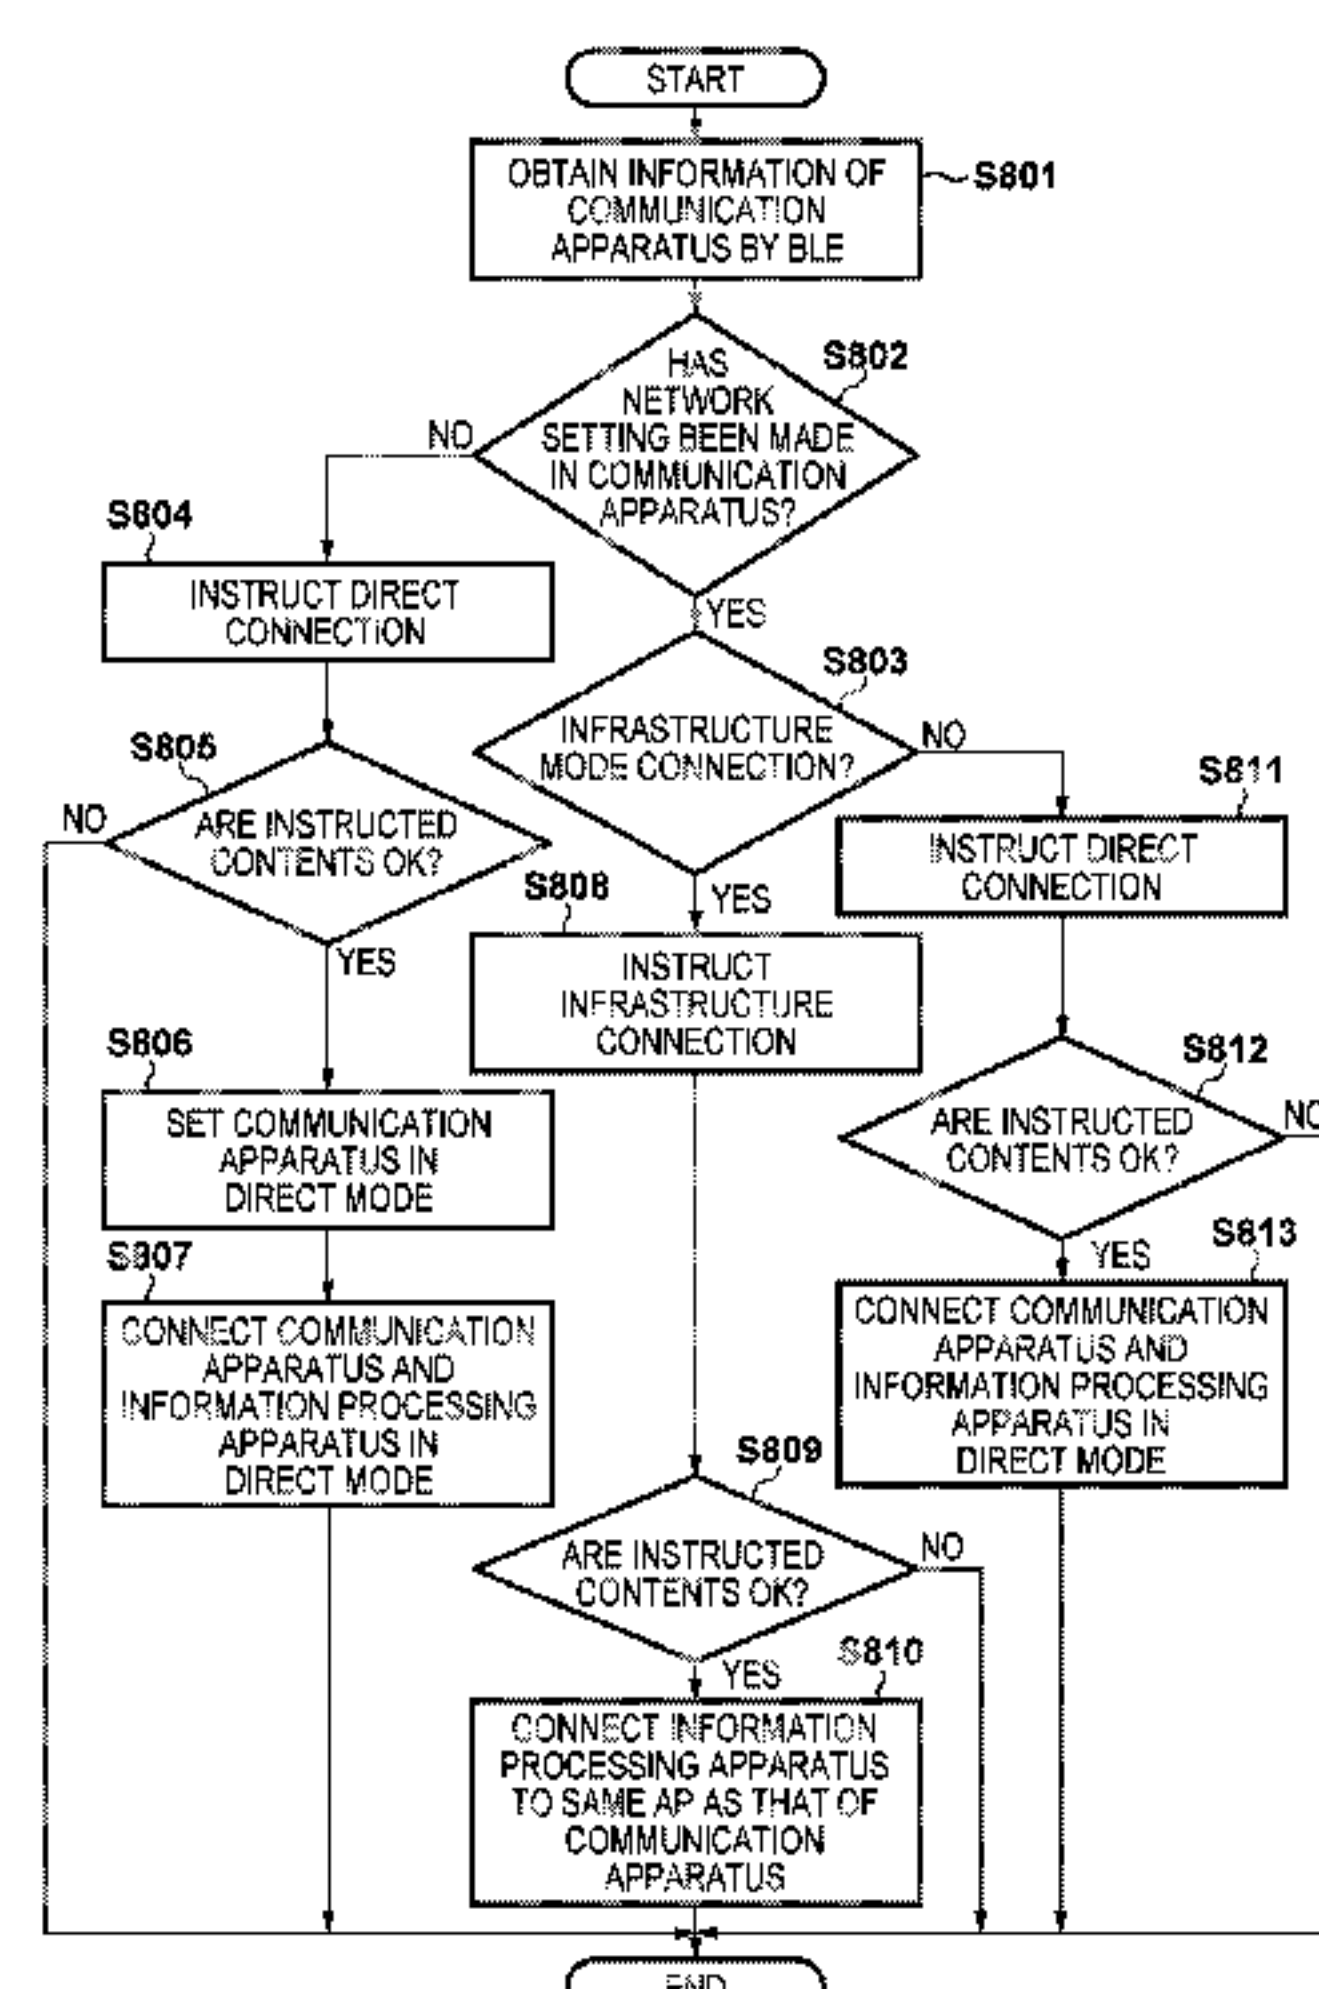 START
OBTAIN INFORMATION OF
COMMUNICATION
APPARATUS BY BLE
S801
HAS
NETWORK
SETTING BEEN MADE
IN COMMUNICATION
APPARATUS?
S802
NO
YES
S804
INSTRUCT DIRECT
CONNECTION
S803
INFRASTRUCTURE
MODE CONNECTION?
NO
YES
S805
ARE INSTRUCTED
CONTENTS OK?
NO
YES
S811
INSTRUCT DIRECT
CONNECTION
S808
INSTRUCT
INFRASTRUCTURE
CONNECTION
S806
SET COMMUNICATION
APPARATUS IN
DIRECT MODE
S812
ARE INSTRUCTED
CONTENTS OK?
NO
YES
S807
CONNECT COMMUNICATION
APPARATUS AND
INFORMATION PROCESSING
APPARATUS IN
DIRECT MODE
S813
CONNECT COMMUNICATION
APPARATUS AND
INFORMATION PROCESSING
APPARATUS IN
DIRECT MODE
S809
ARE INSTRUCTED
CONTENTS OK?
NO
YES
S810
CONNECT INFORMATION
PROCESSING APPARATUS
TO SAME AP AS THAT OF
COMMUNICATION
APPARATUS
END